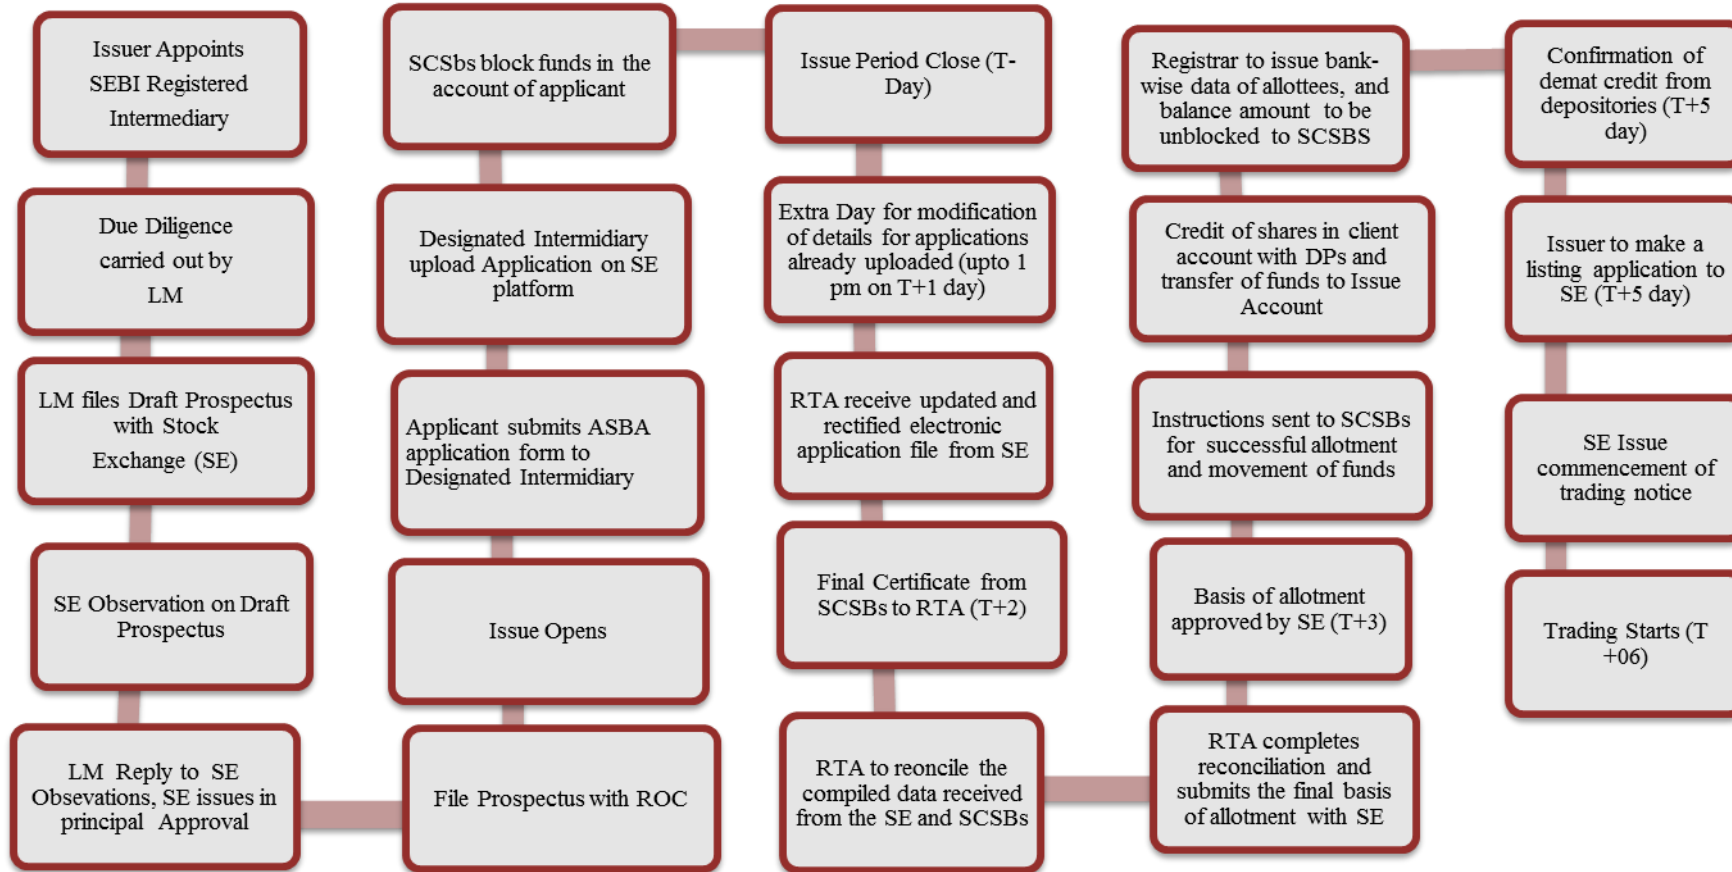 Issuer Appoints
SEBI Registered
Intermediary
Due Diligence
carried out by
LM
LM files Draft Prospectus
with Stock
Exchange (SE)
SE Observation on Draft
Prospectus
LM Reply to SE
Obsevations, SE issues in
principal Approval
File Prospectus with ROC
Issue Opens
Applicant submits ASBA
application form to
Designated Intermidiary
Designated Intermidiary
upload Application on SE
platform
SCSbs block funds in the
account of applicant
Issue Period Close (T-
Day)
Extra Day for modification
of details for applications
already uploaded (upto 1
pm on T+1 day)
RTA receive updated and
rectified electronic
application file from SE
Final Certificate from
SCSBs to RTA (T+2)
RTA to reoncile the
compiled data received
from the SE and SCSBs
RTA completes
reconciliation and
submits the final basis
of allotment with SE
Basis of allotment
approved by SE (T+3)
Instructions sent to SCSBs
for successful allotment
and movement of funds
Credit of shares in client
account with DPs and
transfer of funds to Issue
Account
Registrar to issue bank-
wise data of allottees, and
balance amount to be
unblocked to SCSBS
Confirmation of
demat credit from
depositories (T+5
day)
Issuer to make a
listing application to
SE (T+5 day)
SE Issue
commencement of
trading notice
Trading Starts (T
+06)